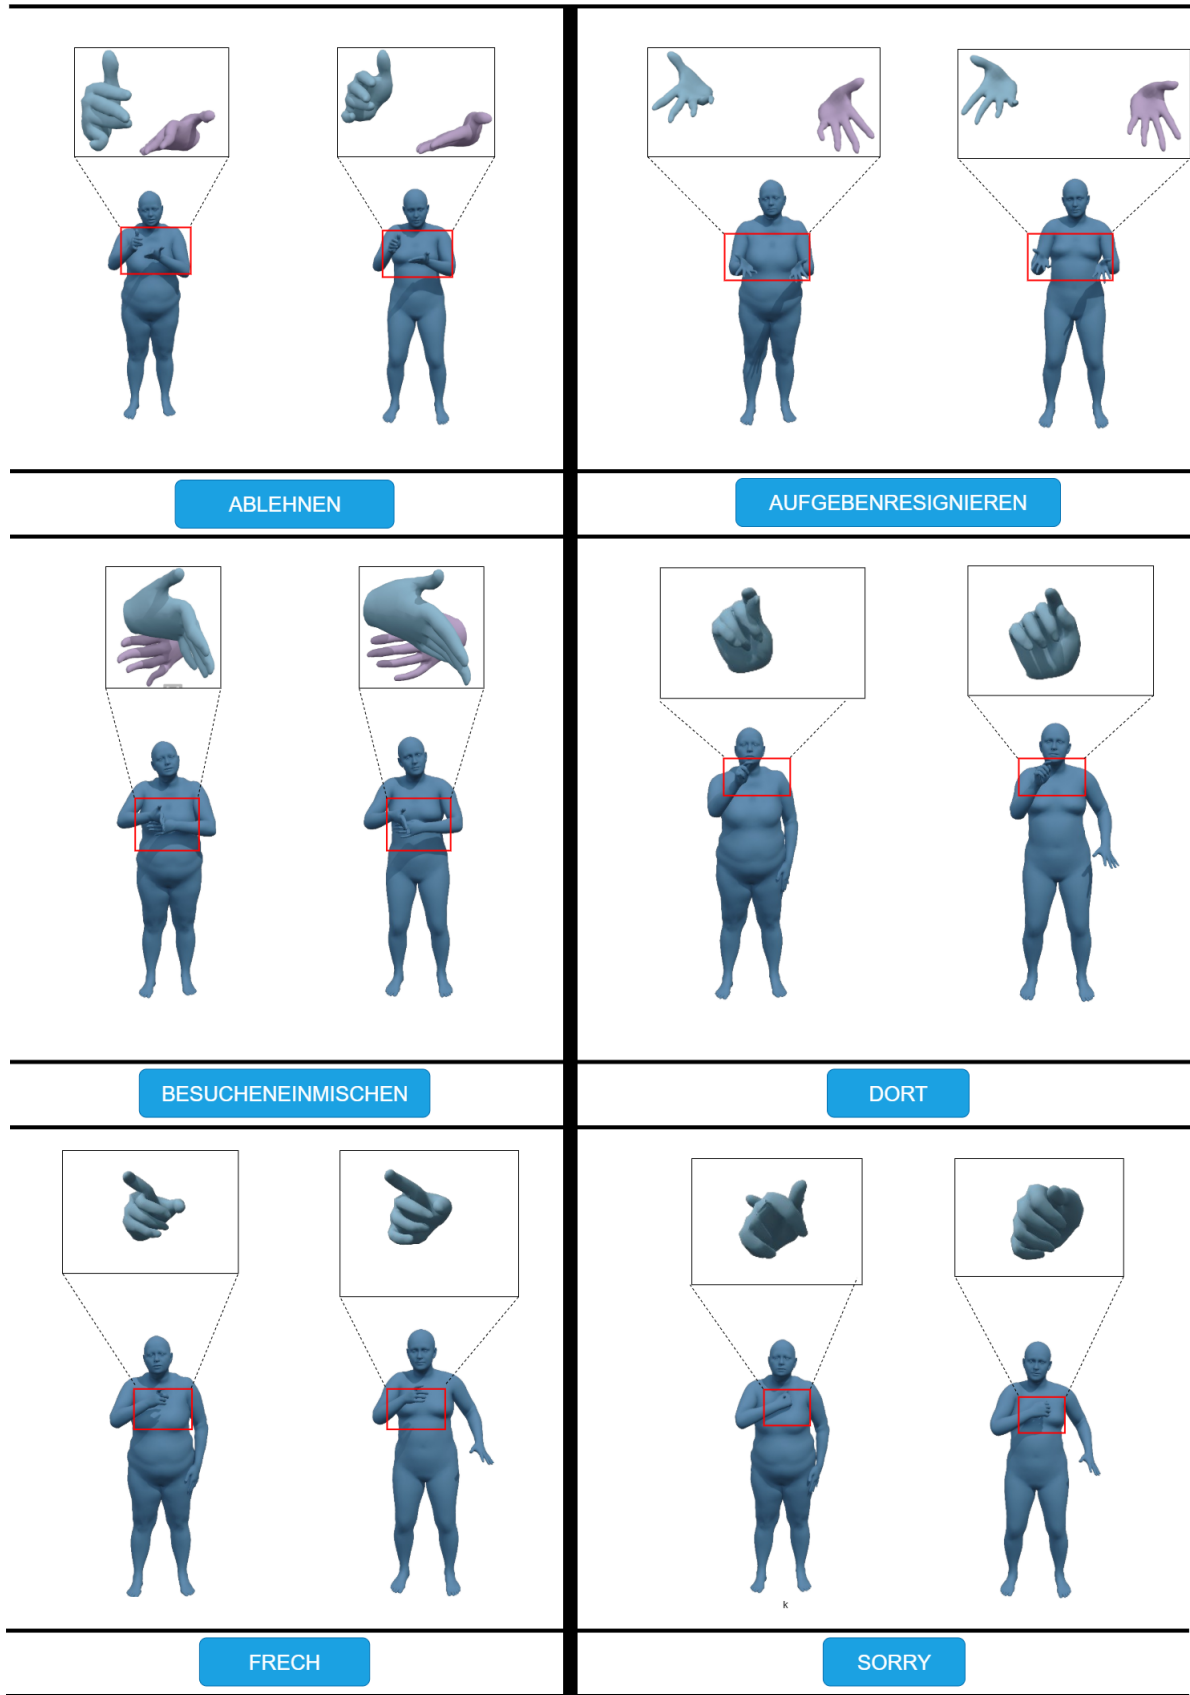 ABLEHNEN
AUFGEBENRESIGNIEREN
BESUCHENEINMISCHEN
DORT
k
FRECH
SORRY